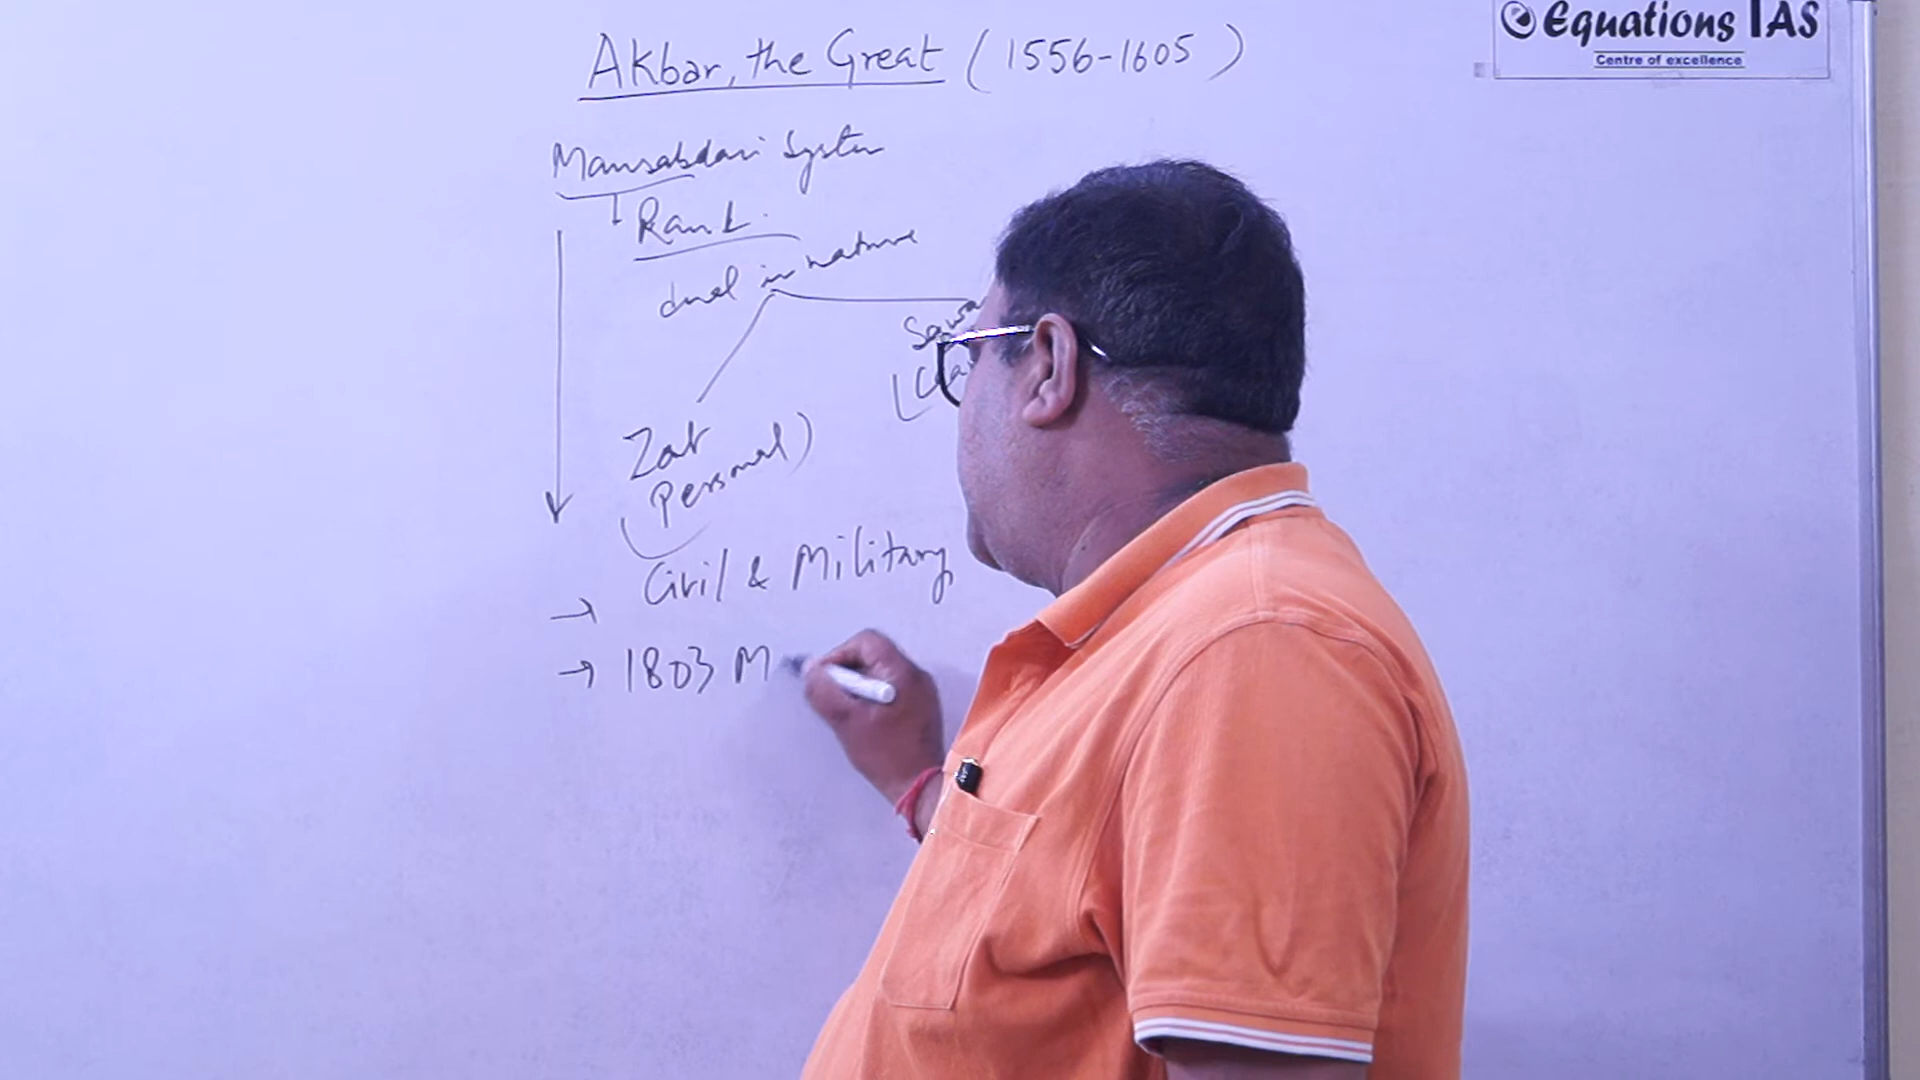 Equations IAS
Centre of excellence
Akbar, the Great (1556-1605)
Mansabdari System
Rank
dual in nature
Zat
(Personal)
Civil & Military
→
→ 1803 M